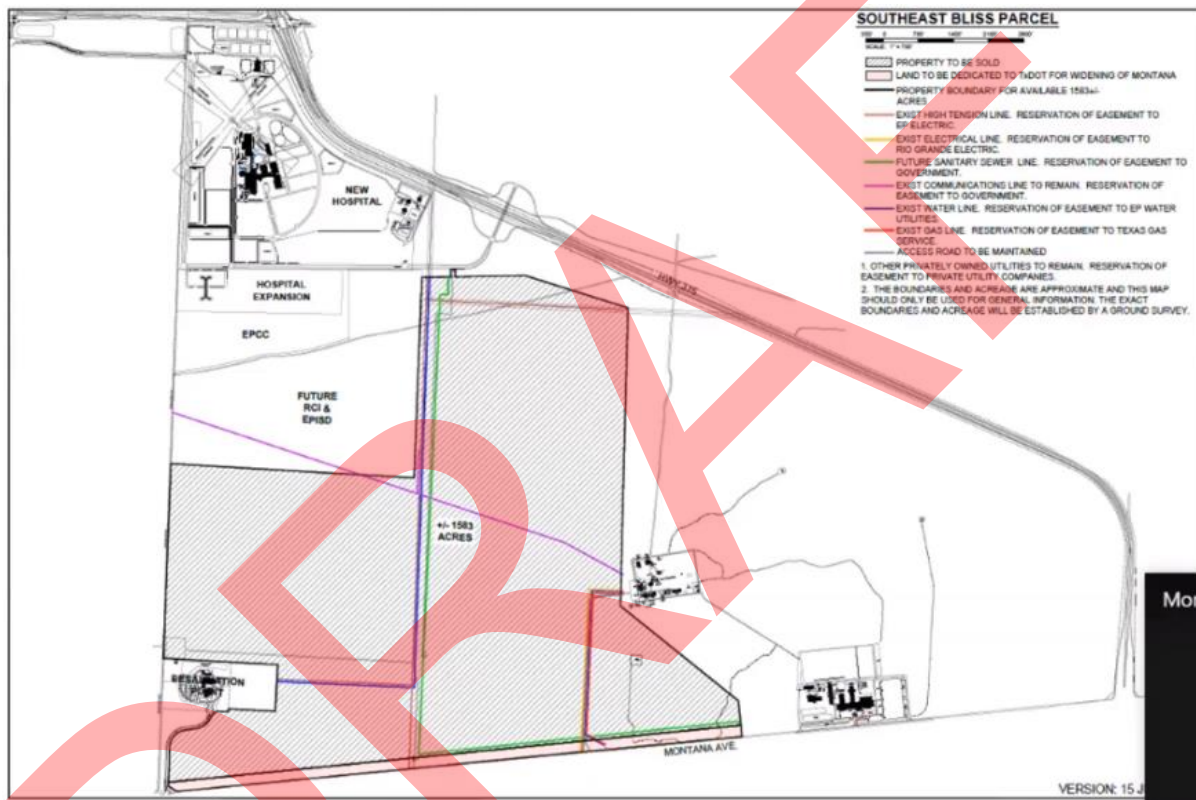 SOUTHEAST BLISS PARCEL
SCALE: 1" = 700'
PROPERTY TO BE SOLD
LAND TO BE DEDICATED TO TxDOT FOR WIDENING OF MONTANA
PROPERTY BOUNDARY FOR AVAILABLE 1583+/-
ACRES
EXIST HIGH TENSION LINE. RESERVATION OF EASEMENT TO
EP ELECTRIC.
EXIST ELECTRICAL LINE. RESERVATION OF EASEMENT TO
RIO GRANDE ELECTRIC.
FUTURE SANITARY SEWER LINE. RESERVATION OF EASEMENT TO
GOVERNMENT.
EXIST COMMUNICATIONS LINE TO REMAIN. RESERVATION OF
EASEMENT TO GOVERNMENT.
EXIST WATER LINE. RESERVATION OF EASEMENT TO EP WATER
UTILITIES.
EXIST GAS LINE. RESERVATION OF EASEMENT TO TEXAS GAS
SERVICE.
ACCESS ROAD TO BE MAINTAINED
1. OTHER PRIVATELY OWNED UTILITIES TO REMAIN. RESERVATION OF
EASEMENT TO PRIVATE UTILITY COMPANIES.
2. THE BOUNDARIES AND ACREAGE ARE APPROXIMATE AND THIS MAP
SHOULD ONLY BE USED FOR GENERAL INFORMATION. THE EXACT
BOUNDARIES AND ACREAGE WILL BE ESTABLISHED BY A GROUND SURVEY.
NEW
HOSPITAL
HOSPITAL
EXPANSION
EPCC
FUTURE
RCI &
EPISD
HWY 375
+/- 1583
ACRES
MONTANA AVE.
DRAF
Mor
VERSION: 15 J